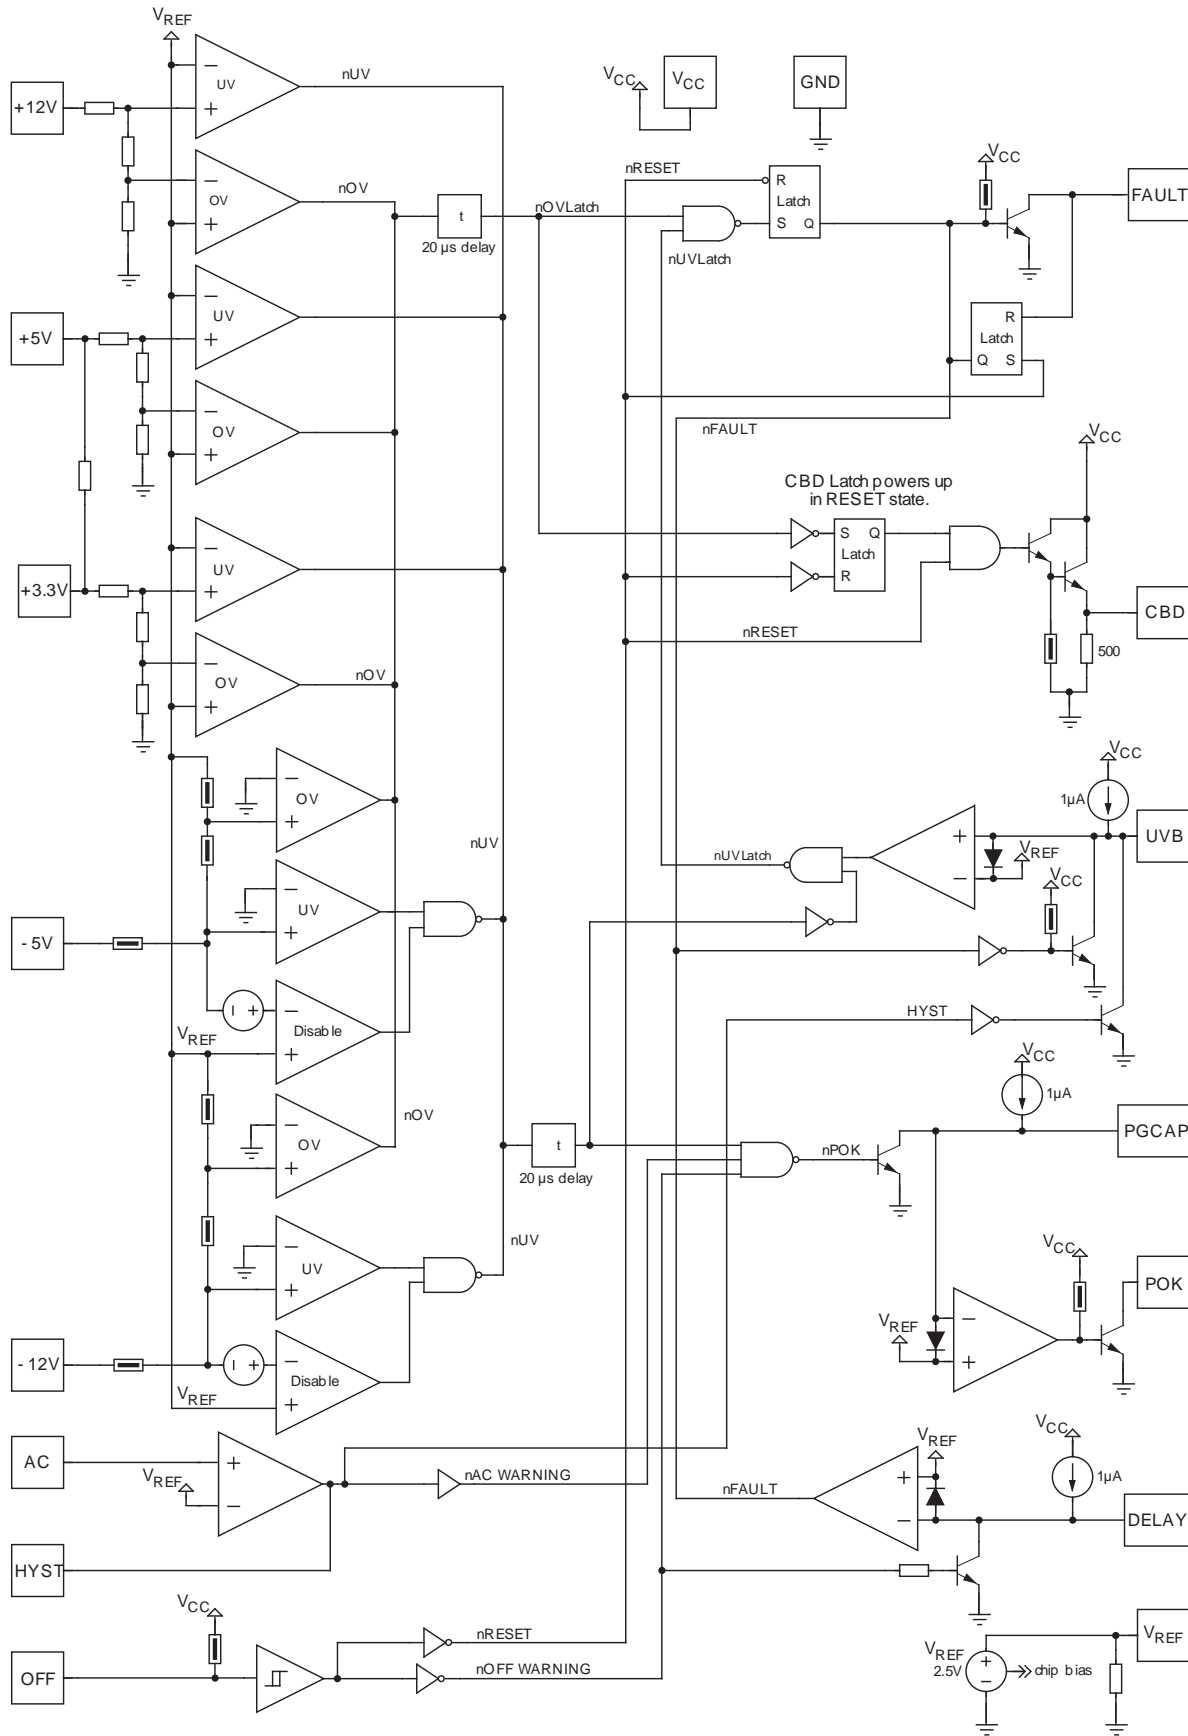 VREF
− UV +
nUV
+12V
− OV +
nOV
t
20 µs delay
VCC
VCC
GND
nRESET
nOVLatch
nUVLatch
R
Latch
S Q
VCC
FAULT
− UV +
+5V
− OV +
R
Latch
Q S
nFAULT
CBD Latch powers up
in RESET state.
S Q
Latch
R
VCC
− UV +
+3.3V
CBD
nRESET
500
− OV +
nOV
− OV +
nUV
VCC
1µA
UVB
nUVLatch
+
−
VREF
VCC
− UV +
- 5V
− +
− Disable +
VREF
HYST
VCC
1µA
− OV +
nOV
PGCAP
t
20 µs delay
nPOK
nUV
− UV +
VCC
POK
VREF
−
+
- 12V
− +
− Disable +
VREF
AC
+
−
VREF
nAC WARNING
nFAULT
+
−
VREF
VCC
1µA
DELAY
HYST
VCC
nRESET
OFF
nOFF WARNING
VREF
2.5V
+
−
chip bias
VREF